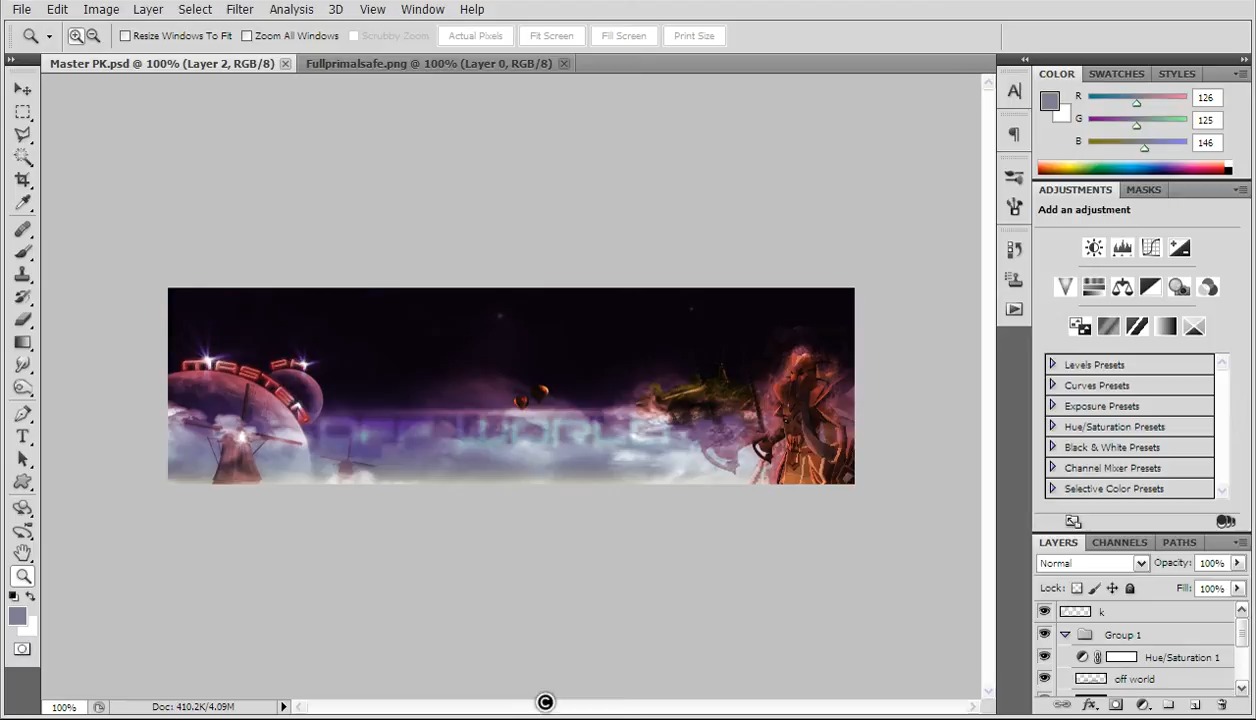 File Edit Image Layer Select Filter Analysis 3D View Window Help
Resize Windows To Fit Zoom All Windows Scrubby Zoom Actual Pixels Fit Screen Fill Screen Print Size
Master PK.psd @ 100% (Layer 2, RGB/8) Fullprimalsafe.png @ 100% (Layer 0, RGB/8)
COLOR SWATCHES STYLES
R 126
G 125
B 146
ADJUSTMENTS MASKS
Add an adjustment
Levels Presets
Curves Presets
Exposure Presets
Hue/Saturation Presets
Black & White Presets
Channel Mixer Presets
Selective Color Presets
MASTER PK
OFF WORLD
LAYERS CHANNELS PATHS
Normal Opacity: 100%
Lock: Fill: 100%
k
Group 1
Hue/Saturation 1
off world
100% Doc: 410.2K/4.09M